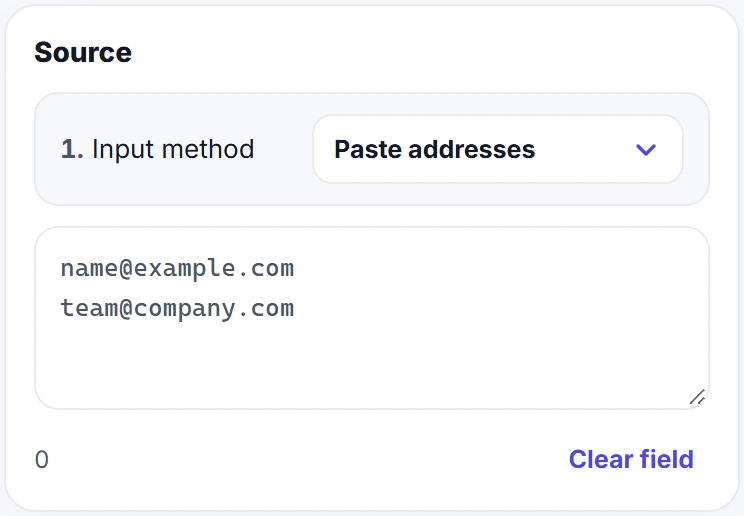 Source
1. Input method
Paste addresses
name@example.com
team@company.com
0
Clear field